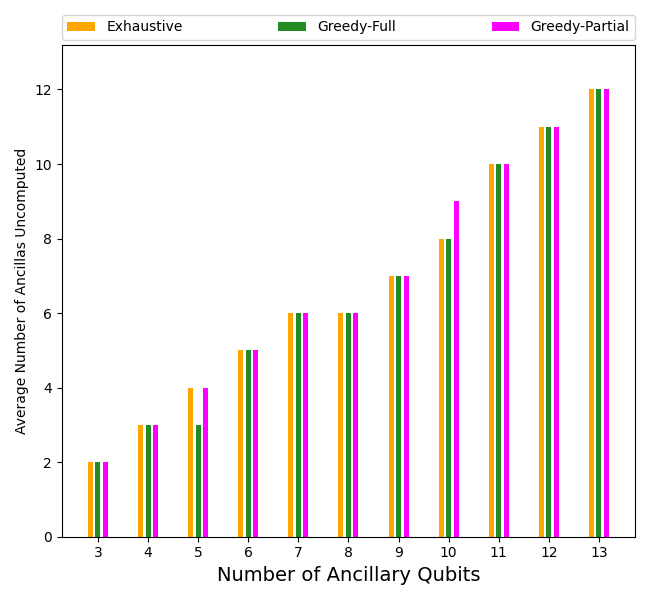 Exhaustive Greedy-Full Greedy-Partial
Average Number of Ancillas Uncomputed
12
10
8
6
4
2
0
3 4 5 6 7 8 9 10 11 12 13
Number of Ancillary Qubits